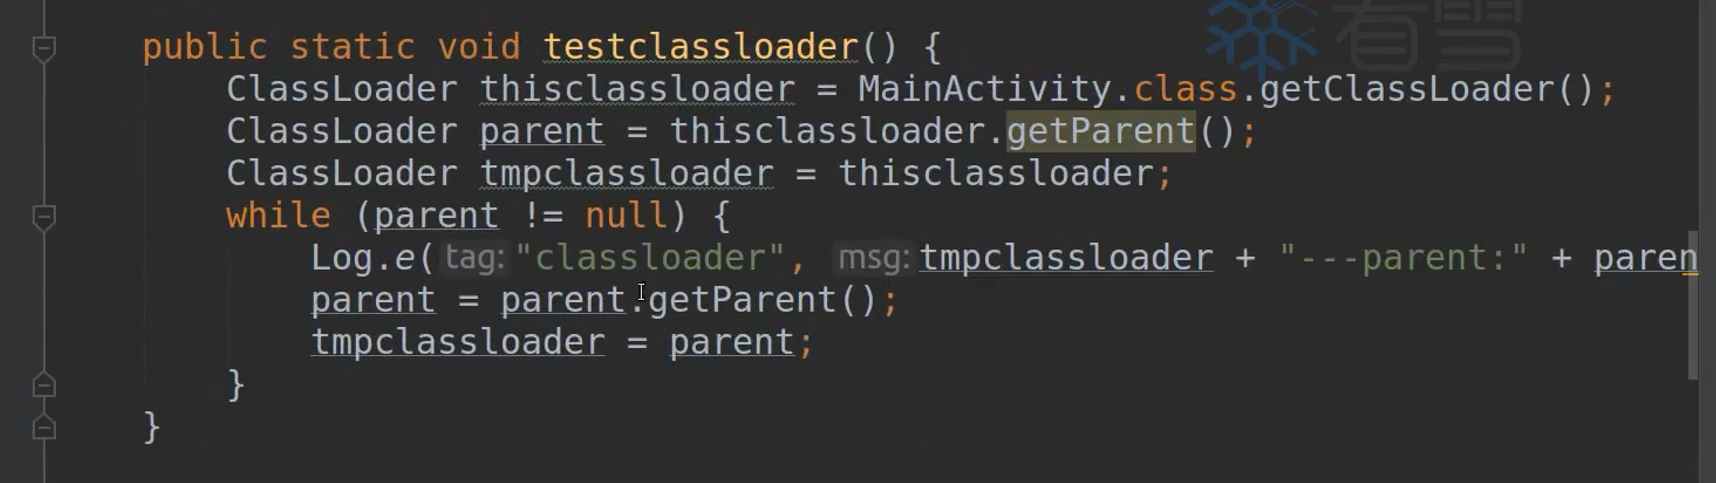 看雪
public static void testclassloader() {
ClassLoader thisclassloader = MainActivity.class.getClassLoader();
ClassLoader parent = thisclassloader.getParent();
ClassLoader tmpclassloader = thisclassloader;
while (parent != null) {
Log.e( tag: "classloader", msg: tmpclassloader + "---parent:" + paren
parent = parent.getParent();
tmpclassloader = parent;
}
}